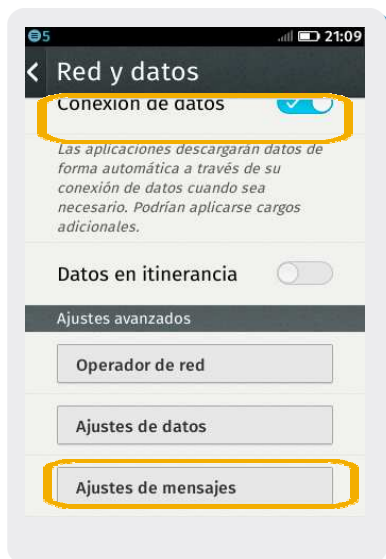 5 21:09
Red y datos
Conexión de datos
Las aplicaciones descargarán datos de
forma automática a través de su
conexión de datos cuando sea
necesario. Podrían aplicarse cargos
adicionales.
Datos en itinerancia
Ajustes avanzados
Operador de red
Ajustes de datos
Ajustes de mensajes